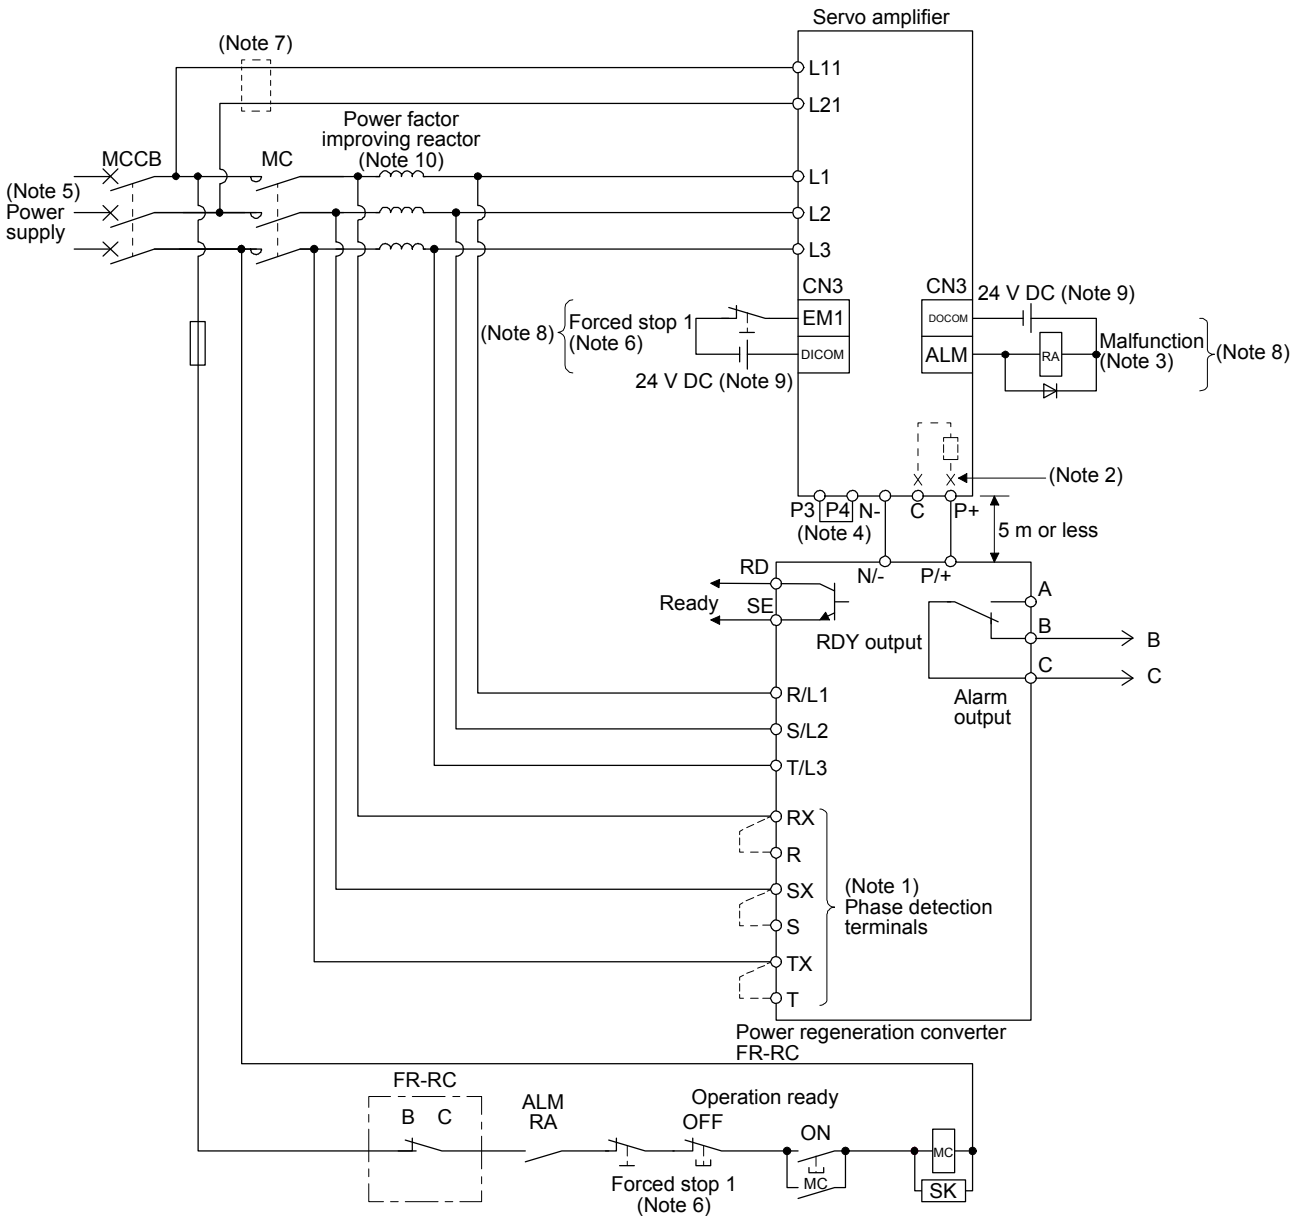 Servo amplifier
(Note 7)
L11
L21
Power factor
improving reactor
(Note 10)
MCCB
MC
L1
(Note 5)
Power
supply
L2
L3
CN3
CN3
24 V DC (Note 9)
(Note 8)
Forced stop 1
(Note 6)
EM1
DICOM
24 V DC (Note 9)
DOCOM
ALM
RA
Malfunction
(Note 3)
(Note 8)
(Note 2)
P3
P4
N-
C
P+
(Note 4)
5 m or less
RD
N/-
P/+
A
Ready
SE
B
B
RDY output
C
C
R/L1
Alarm
output
S/L2
T/L3
RX
R
SX
(Note 1)
Phase detection
terminals
S
TX
T
Power regeneration converter
FR-RC
FR-RC
B C
ALM
RA
Operation ready
OFF
ON
MC
MC
SK
Forced stop 1
(Note 6)